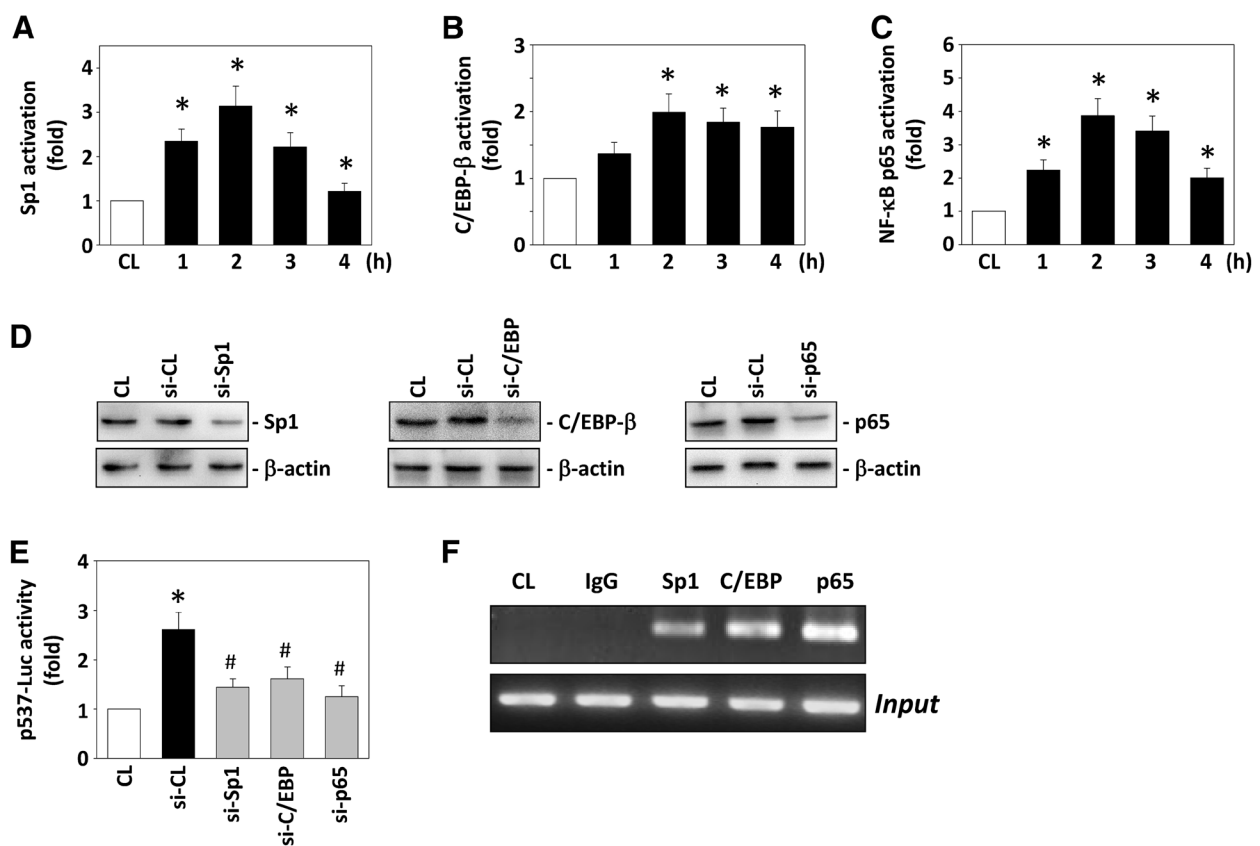 A
Sp1 activation
(fold)
4
3
2
1
0
*
*
*
*
CL
1
2
3
4
(h)
B
C/EBP-β activation
(fold)
3
2
1
0
*
*
*
CL
1
2
3
4
(h)
C
NF-κB p65 activation
(fold)
6
5
4
3
2
1
0
*
*
*
*
CL
1
2
3
4
(h)
D
CL
si-CL
si-Sp1
- Sp1
- β-actin
CL
si-CL
si-C/EBP
- C/EBP-β
- β-actin
CL
si-CL
si-p65
- p65
- β-actin
E
p537-Luc activity
(fold)
4
3
2
1
0
*
#
#
#
CL
si-CL
si-Sp1
si-C/EBP
si-p65
F
CL
IgG
Sp1
C/EBP
p65
Input